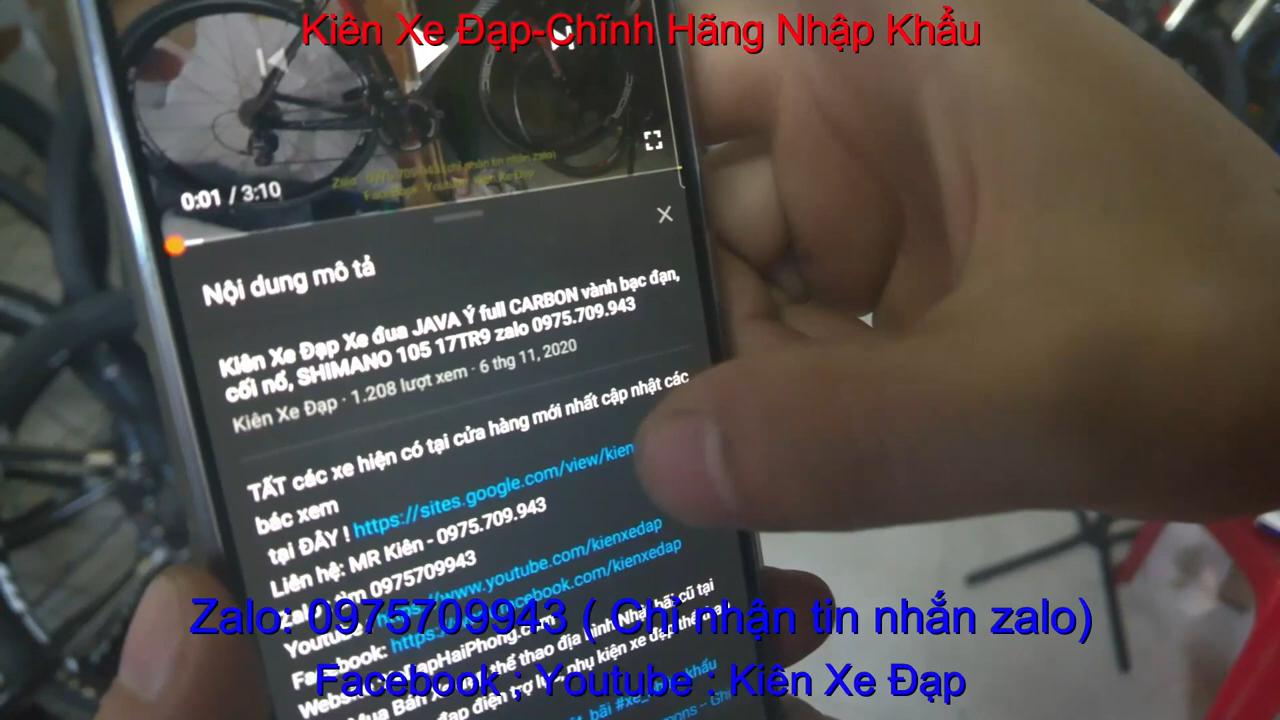 Kiên Xe Đạp-Chĩnh Hãng Nhập Khẩu
0:01 / 3:10
Nội dung mô tả
Kiên Xe Đạp Xe đua JAVA Ý full CARBON vành bạc đạn,
cối nổ, SHIMANO 105 17TR9 zalo 0975.709.943
Kiên Xe Đạp · 1.208 lượt xem · 6 thg 11, 2020
TẤT các xe hiện có tại cửa hàng mới nhất cập nhật các
bác xem
tại ĐÂY ! https://sites.google.com/view/kien
Liên hệ: MR Kiên - 0975.709.943
tìm 0975709943
Youtube www.youtube.com/kienxedap
Facebook: facebook.com/kienxedap
Zalo: 0975709943 ( Chỉ nhận tin nhắn zalo)
Facebook ; Youtube : Kiên Xe Đạp